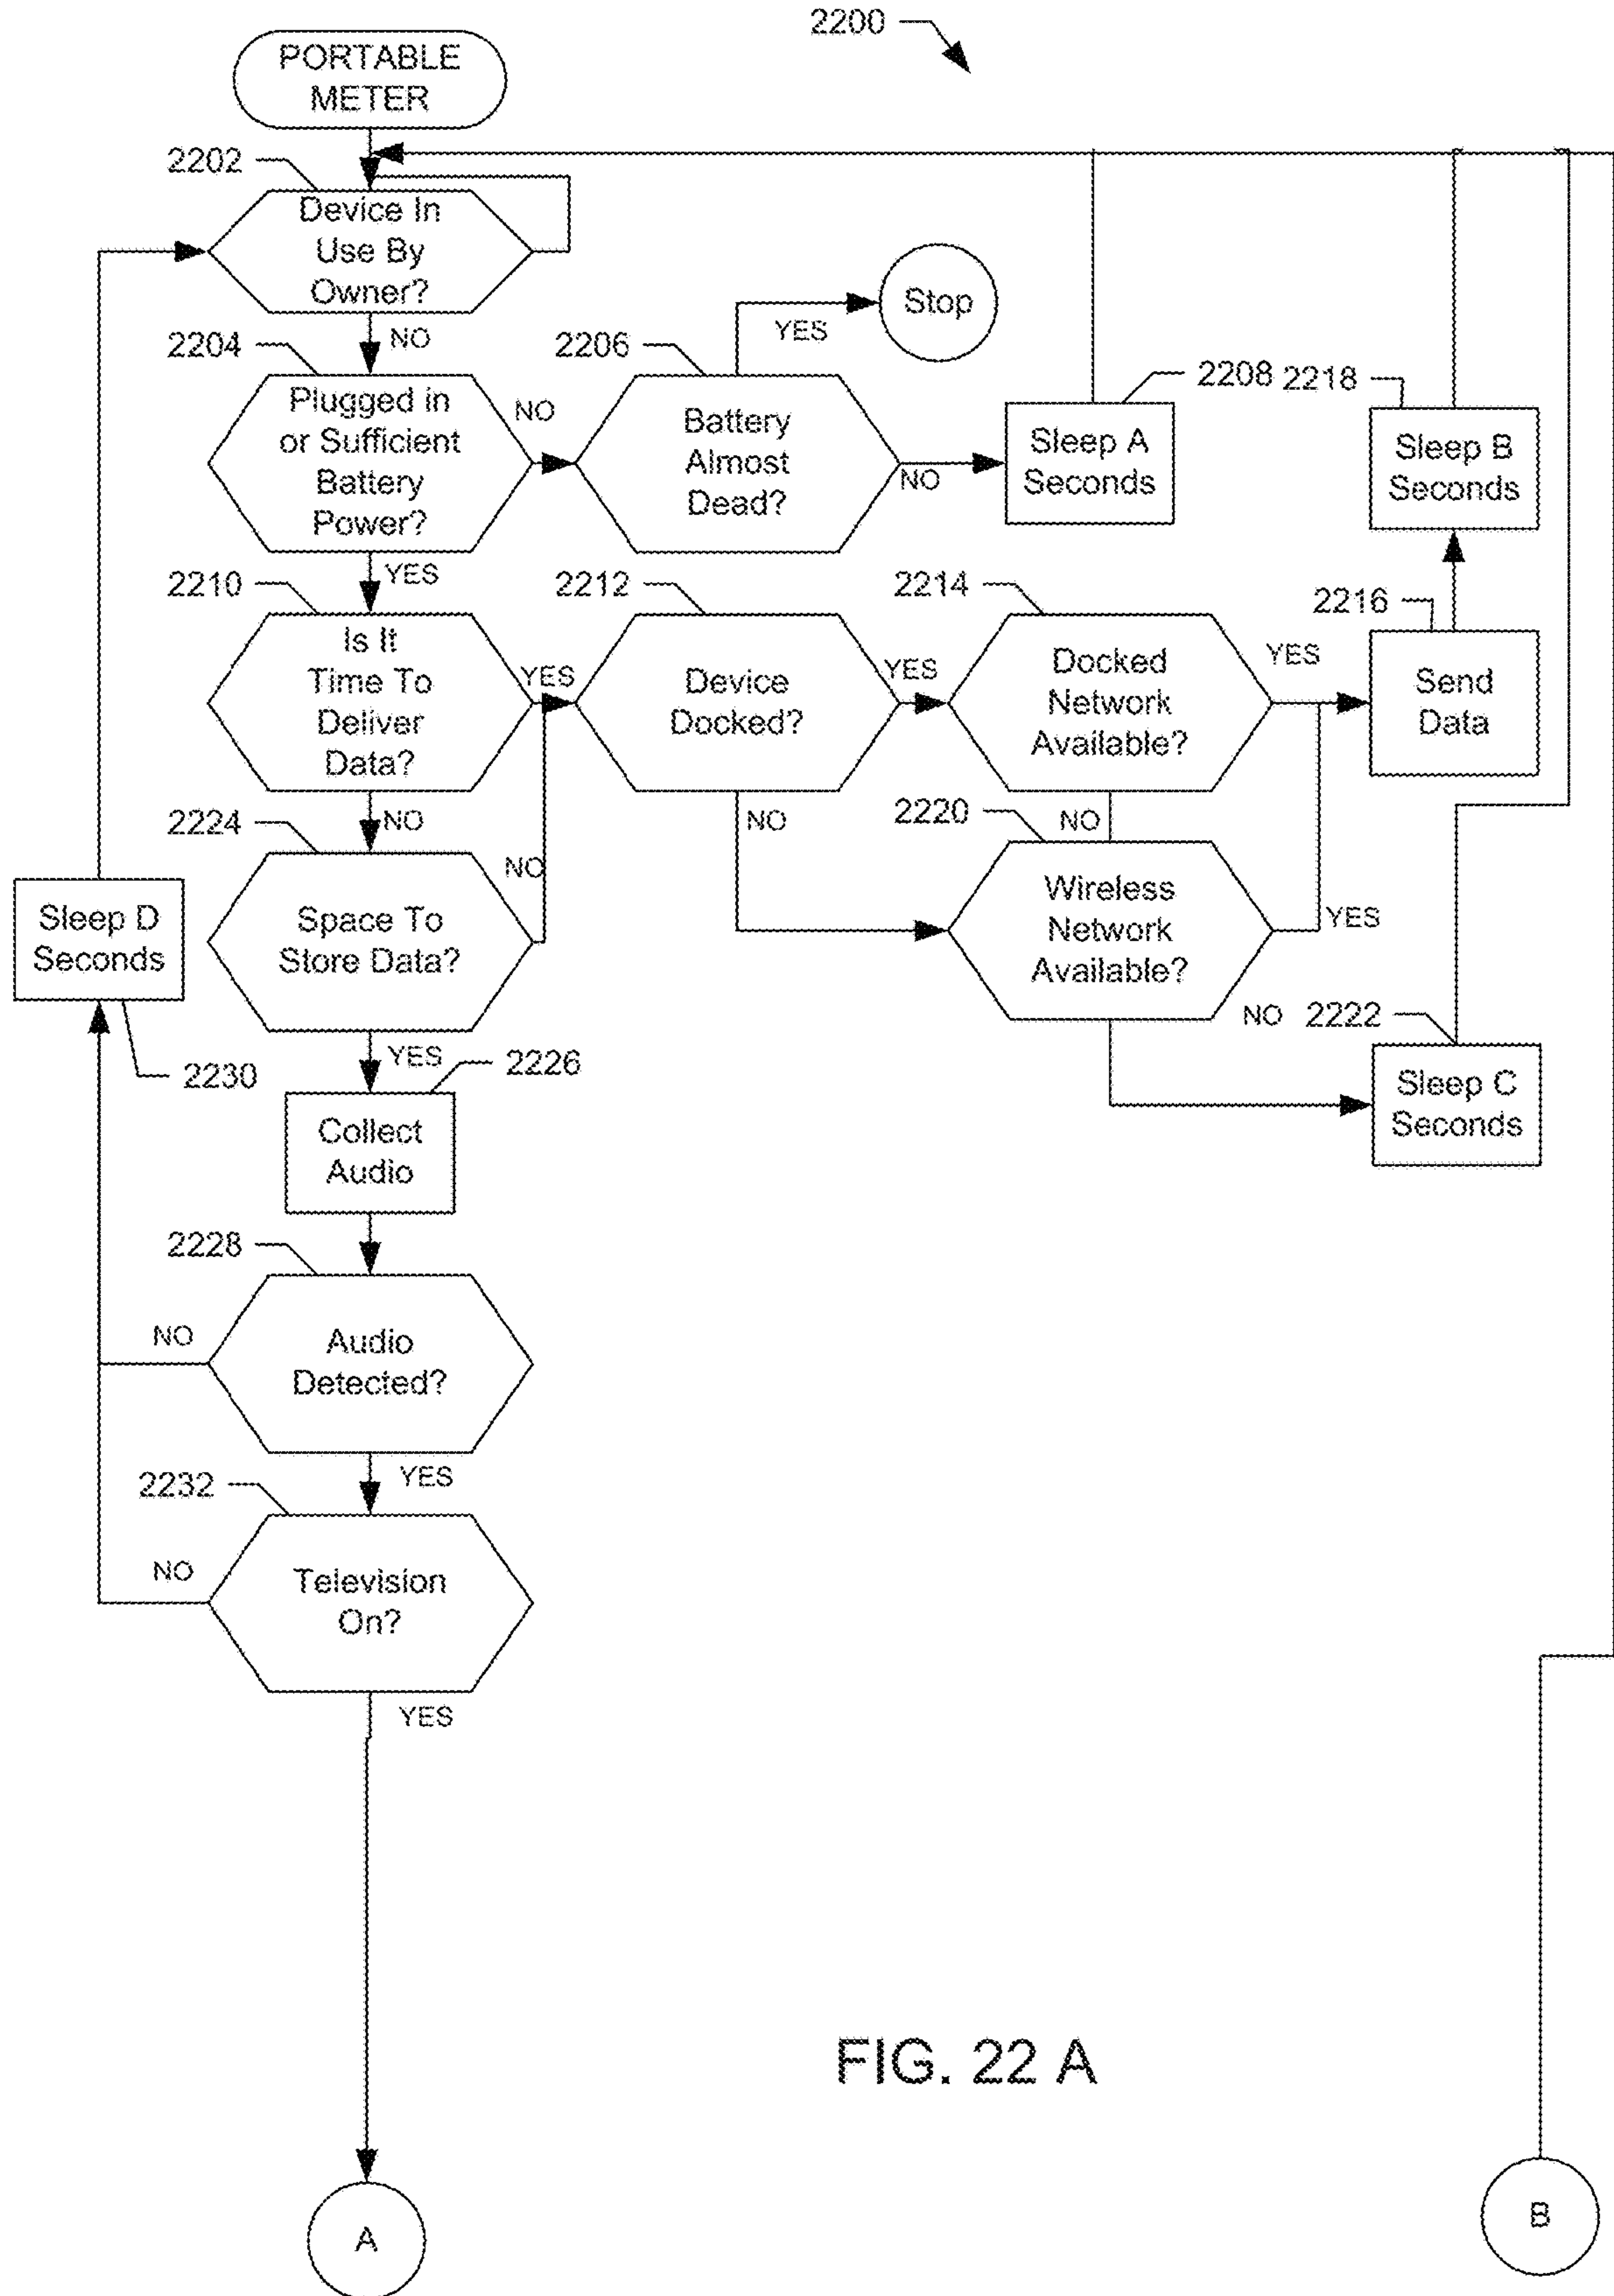 2200
PORTABLE
METER
2202
Device In
Use By
Owner?
NO
Stop
YES
2204
Plugged in
or Sufficient
Battery
Power?
NO
2206
Battery
Almost
Dead?
NO
2208
Sleep A
Seconds
2218
Sleep B
Seconds
YES
2210
Is It
Time To
Deliver
Data?
YES
2212
Device
Docked?
YES
2214
Docked
Network
Available?
YES
2216
Send
Data
NO
NO
NO
2220
Wireless
Network
Available?
YES
NO
2222
Sleep C
Seconds
2224
Space To
Store Data?
NO
Sleep D
Seconds
2230
YES
2226
Collect
Audio
2228
Audio
Detected?
NO
YES
2232
Television
On?
NO
YES
FIG. 22 A
A
B